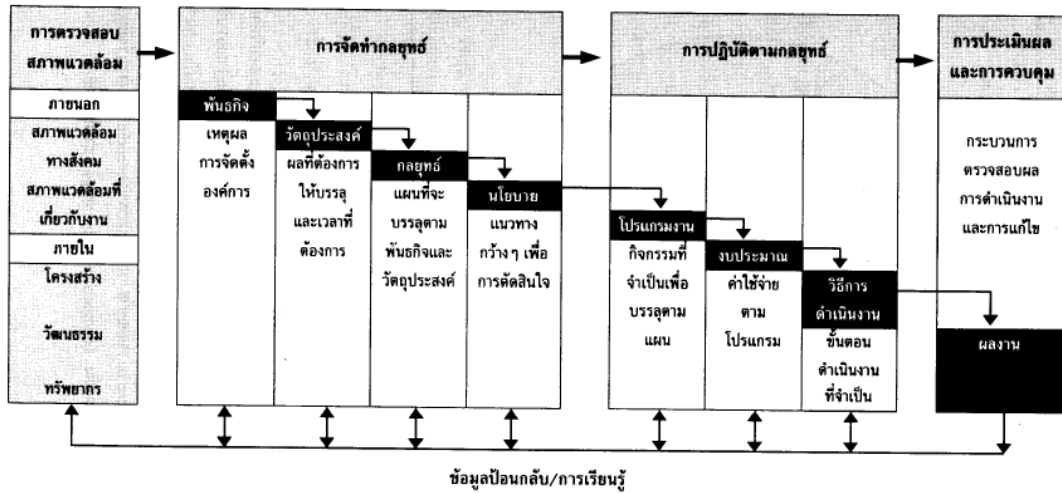 การตรวจสอบ
สภาพแวดล้อม
ภายนอก
สภาพแวดล้อม
ทางสังคม
สภาพแวดล้อมที่
เกี่ยวกับงาน
ภายใน
โครงสร้าง
วัฒนธรรม
ทรัพยากร
การจัดทำกลยุทธ์
พันธกิจ
เหตุผล
การจัดตั้ง
องค์การ
วัตถุประสงค์
ผลที่ต้องการ
ให้บรรลุ
และเวลาที่
ต้องการ
กลยุทธ์
แผนที่จะ
บรรลุตาม
พันธกิจและ
วัตถุประสงค์
นโยบาย
แนวทาง
กว้างๆ เพื่อ
การตัดสินใจ
การปฏิบัติตามกลยุทธ์
โปรแกรมงาน
กิจกรรมที่
จำเป็นเพื่อ
บรรลุตาม
แผน
งบประมาณ
ค่าใช้จ่าย
ตาม
โปรแกรม
วิธีการ
ดำเนินงาน
ขั้นตอน
ดำเนินงาน
ที่จำเป็น
การประเมินผล
และการควบคุม
กระบวนการ
ตรวจสอบผล
การดำเนินงาน
และการแก้ไข
ผลงาน
ข้อมูลป้อนกลับ/การเรียนรู้